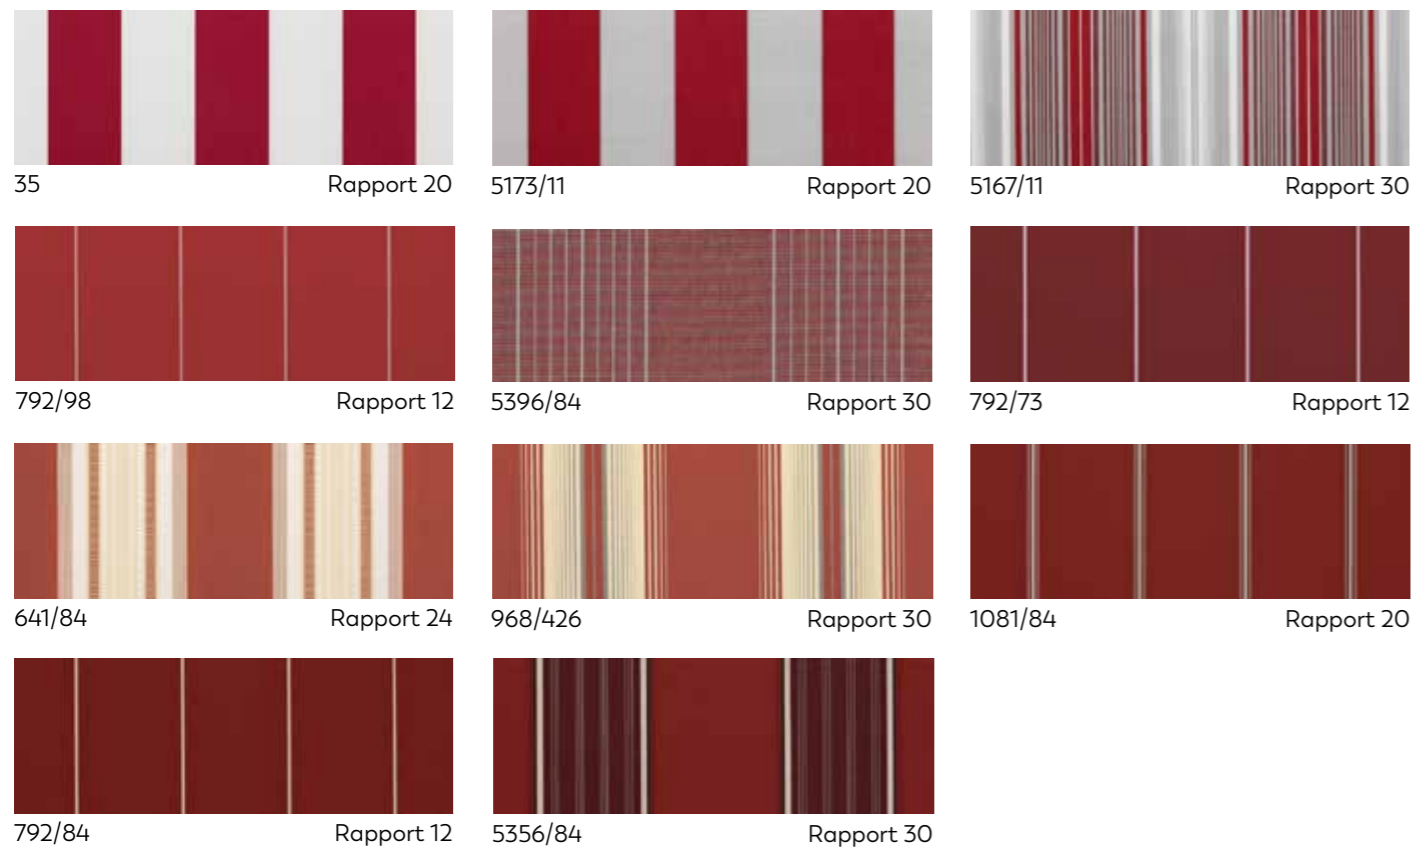 35 Rapport 20
5173/11 Rapport 20
5167/11 Rapport 30
792/98 Rapport 12
5396/84 Rapport 30
792/73 Rapport 12
641/84 Rapport 24
968/426 Rapport 30
1081/84 Rapport 20
792/84 Rapport 12
5356/84 Rapport 30